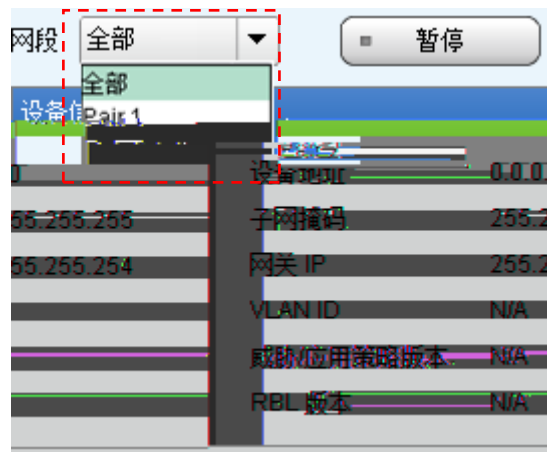 网段 全部 暂停
全部
设备信 Pair 1
设备地址 0.0.0
55.255.255 子网掩码 255.2
55.255.254 网关 IP 255.2
VLAN ID N/A
威胁/应用策略版本 N/A
RBL 版本 N/A